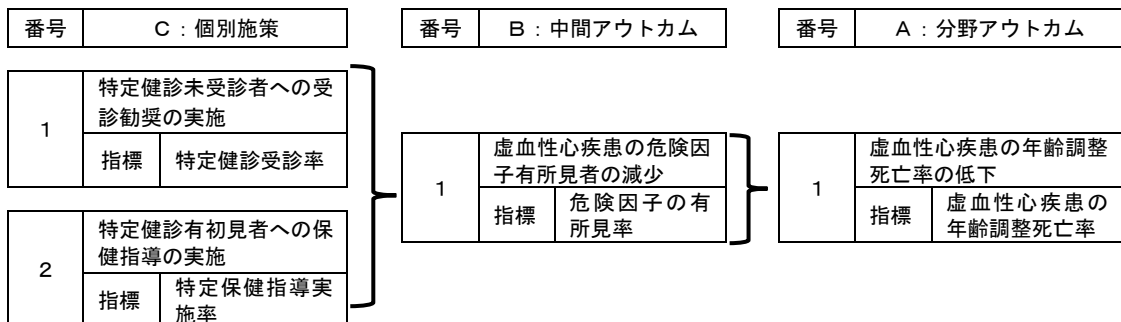 番号 C：個別施策
番号 B：中間アウトカム
番号 A：分野アウトカム
1
特定健診未受診者への受
診勧奨の実施
指標 特定健診受診率
2
特定健診有初見者への保
健指導の実施
指標
特定保健指導実
施率
1
虚血性心疾患の危険因
子有所見者の減少
指標
危険因子の有
所見率
1
虚血性心疾患の年齢調整
死亡率の低下
指標
虚血性心疾患の
年齢調整死亡率